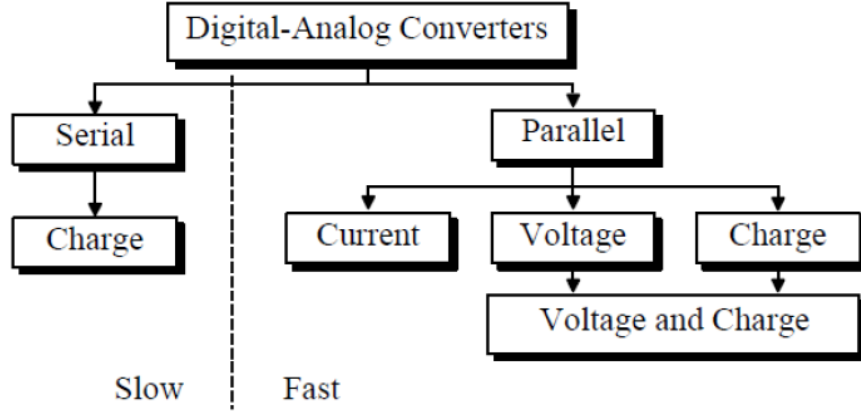 Digital-Analog Converters
Serial
Parallel
Charge
Current
Voltage
Charge
Voltage and Charge
Slow
Fast